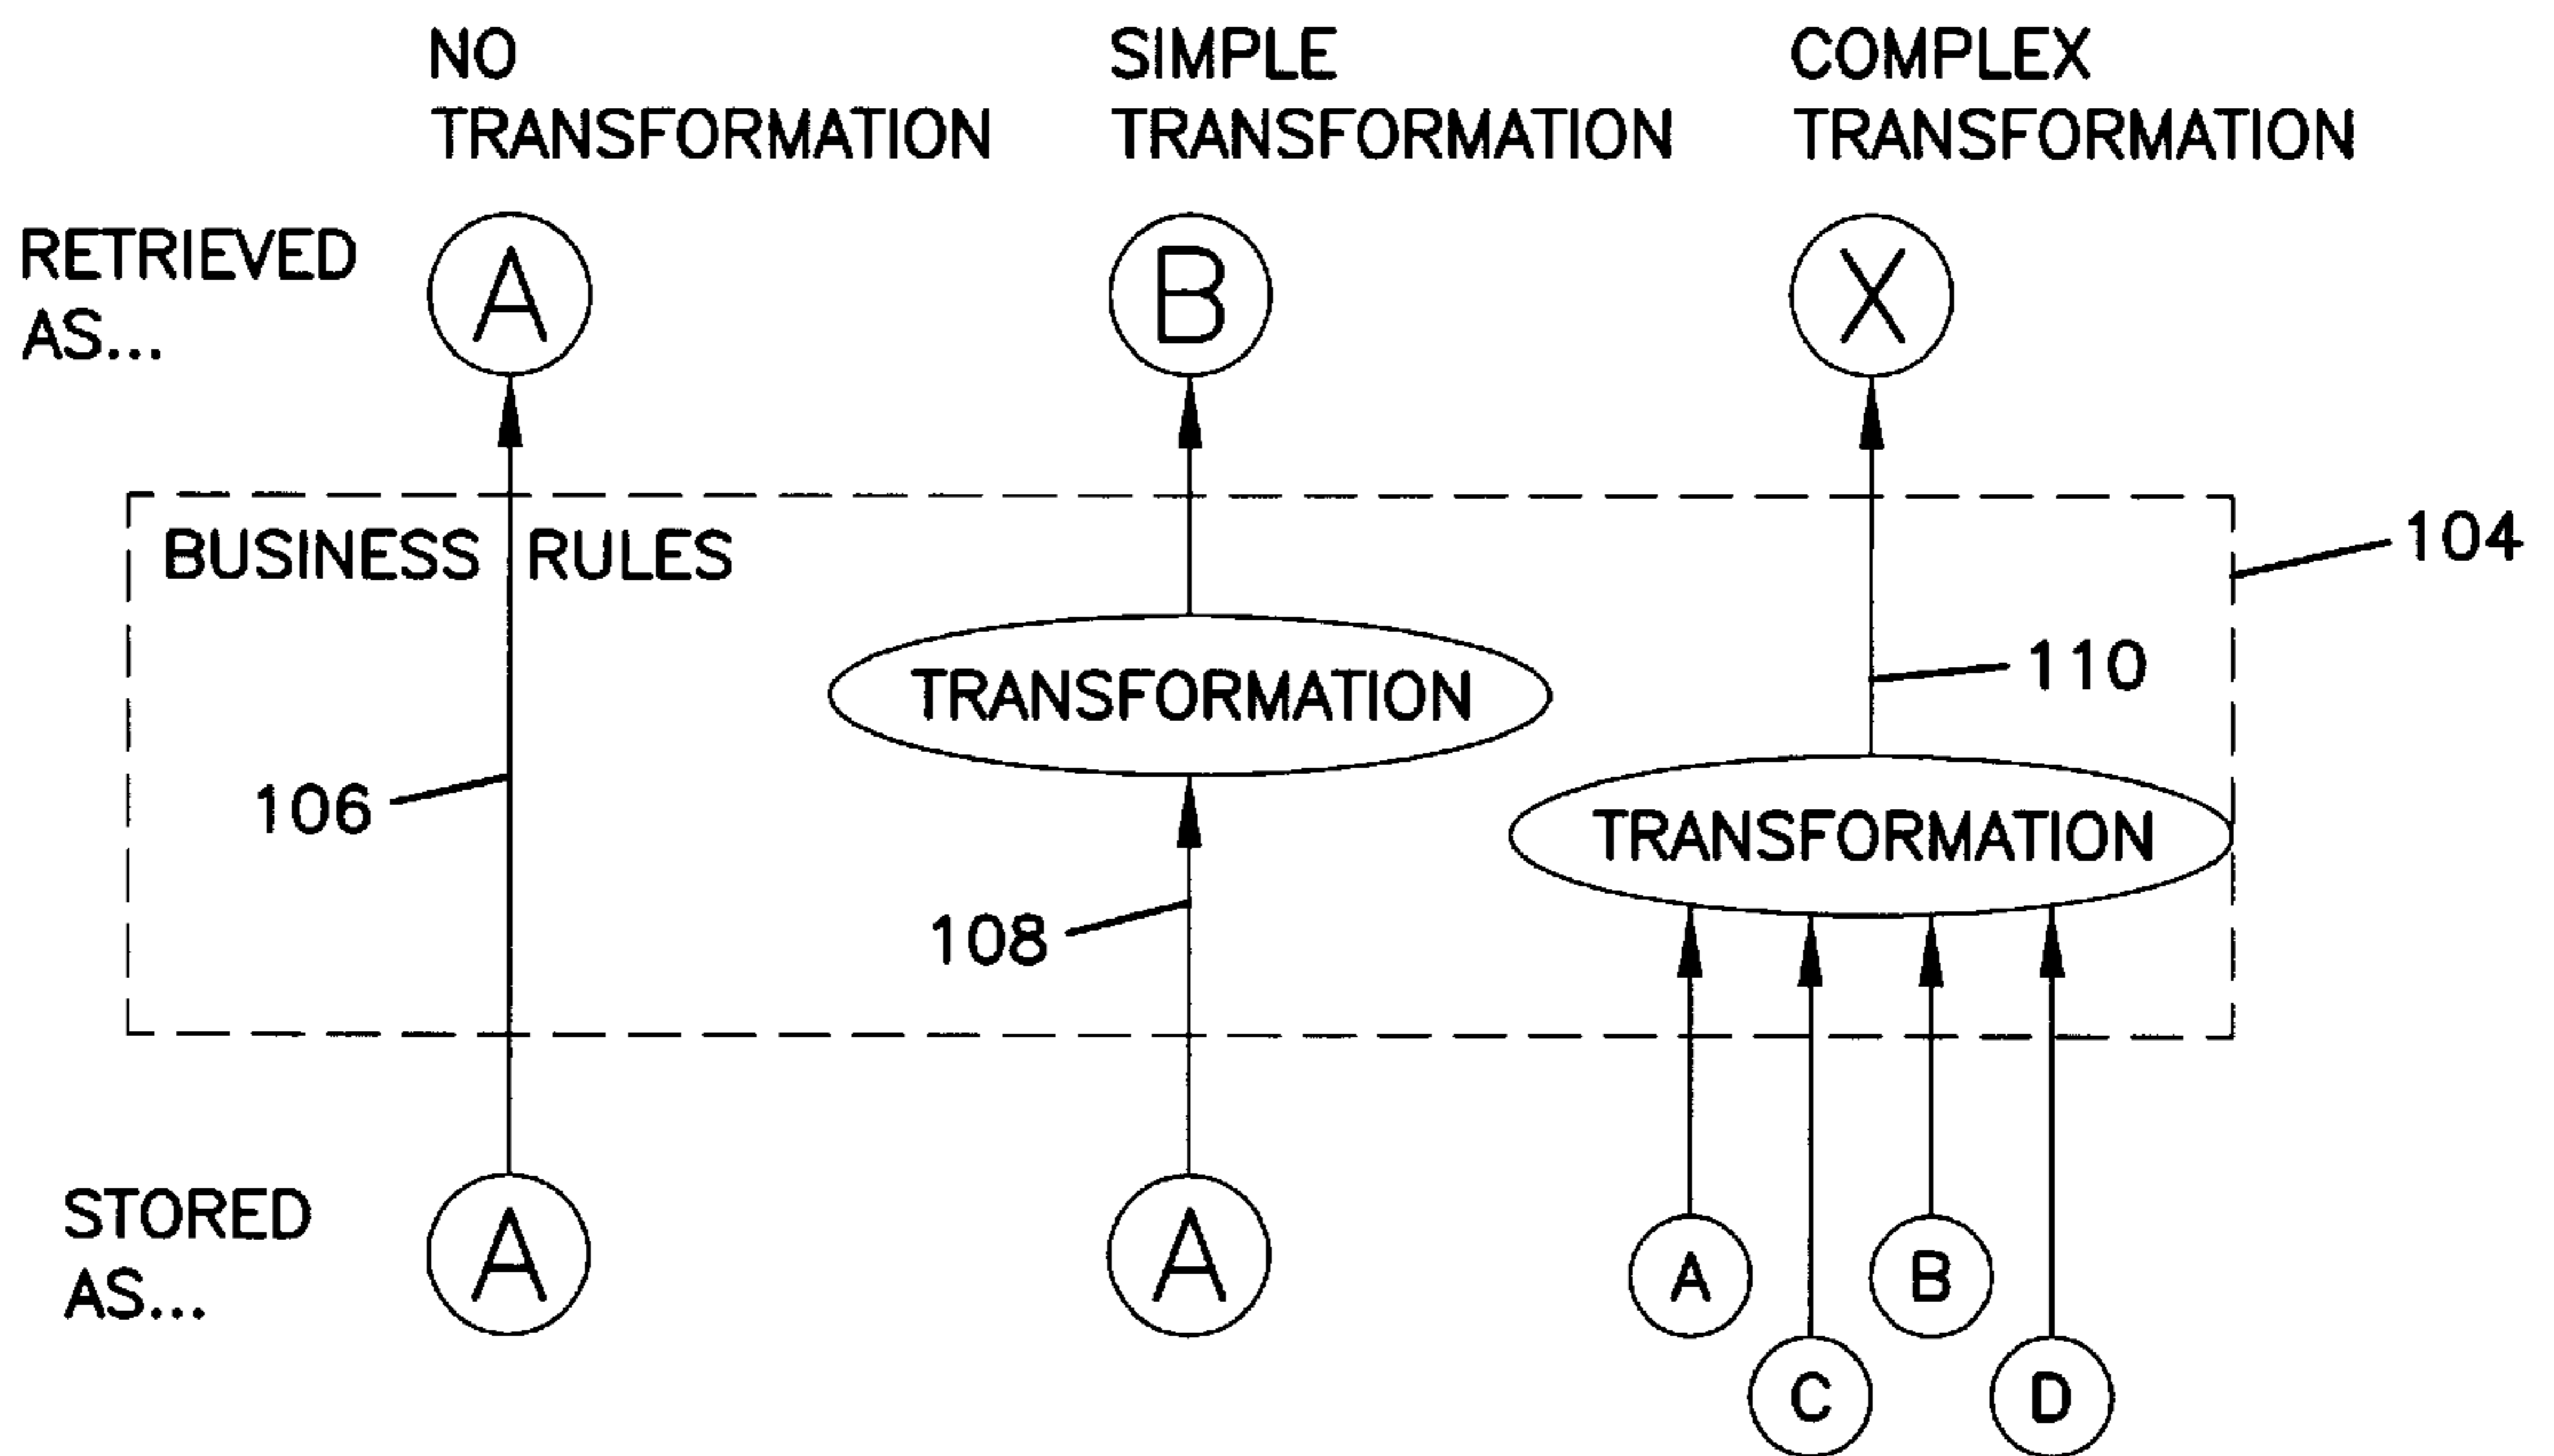 NO
TRANSFORMATION
SIMPLE
TRANSFORMATION
COMPLEX
TRANSFORMATION
RETRIEVED
AS...
A
B
X
BUSINESS RULES
104
TRANSFORMATION
110
106
TRANSFORMATION
108
STORED
AS...
A
A
A
B
C
D